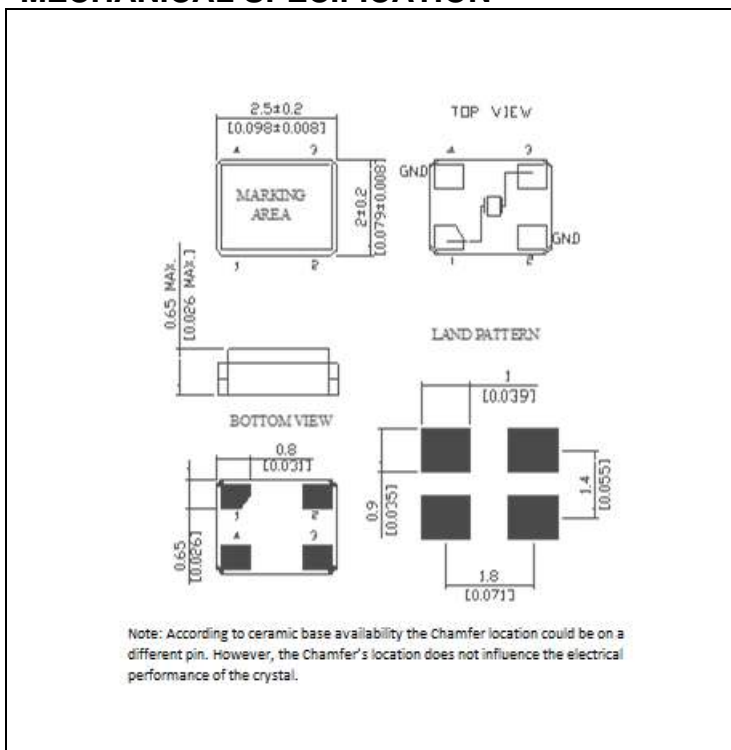 MECHANICAL SPECIFICATION
2.5±0.2
[0.098±0.008]
4 3
MARKING
AREA
1 2
2±0.2
[0.079±0.008]
TOP VIEW
4 3
GND
GND
1 2
0.65 MAX.
[0.026 MAX.]
LAND PATTERN
1
[0.039]
0.9
[0.035]
1.4
[0.055]
1.8
[0.071]
BOTTOM VIEW
0.8
[0.031]
1 2
4 3
0.65
[0.026]
Note: According to ceramic base availability the Chamfer location could be on a
different pin. However, the Chamfer's location does not influence the electrical
performance of the crystal.